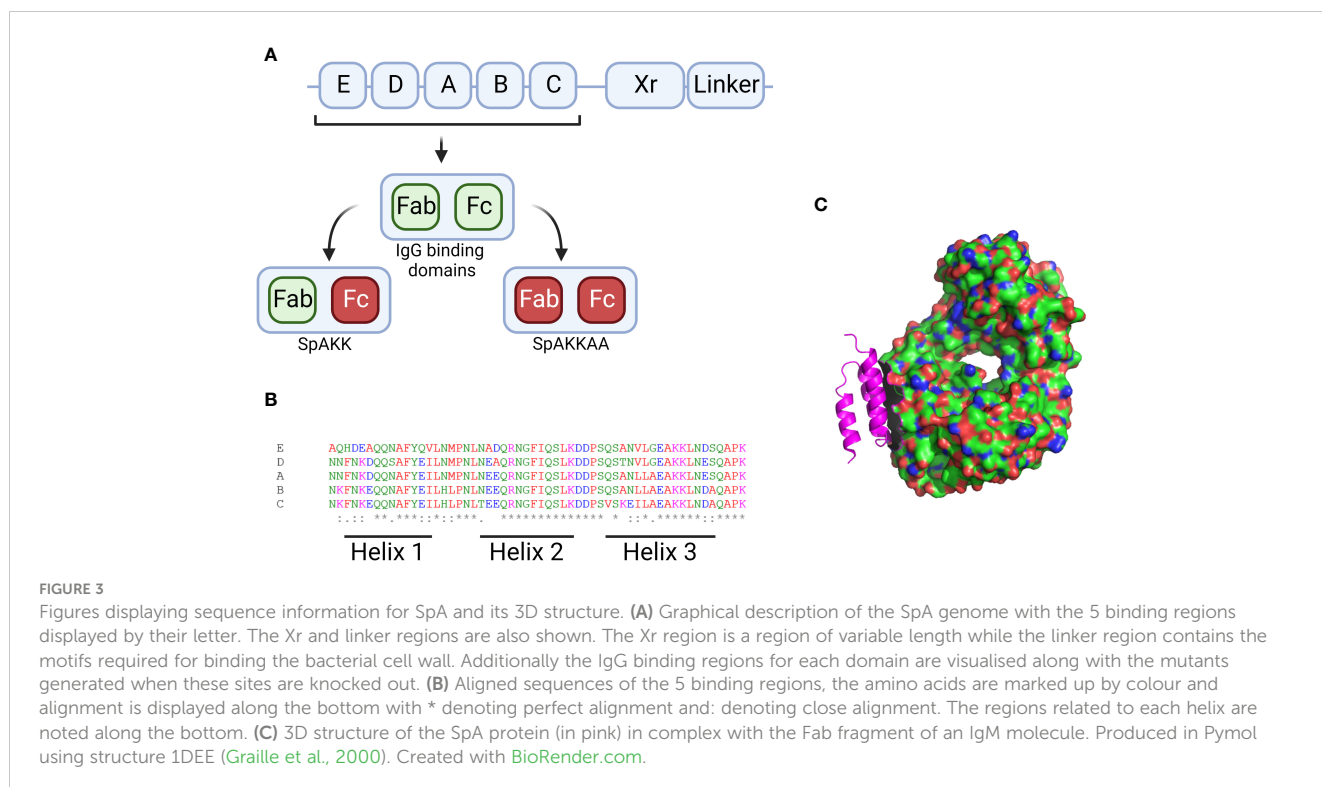 A
E D A B C Xr Linker
Fab Fc
IgG binding
domains
Fab Fc
SpAKK
Fab Fc
SpAKKAA
B
E AQHDEAQQNAFYQVLNMPNLNADQRNGFIQSLKDDPSQSANVLGEAKKLNDSQAPK
D NNFNKDQQSAFYEILNMPNLNEAQRNGFIQSLKDDPSQSTNVLGEAKKLNESQAPK
A NNFNKDQQNAFYEILNMPNLNEEQRNGFIQSLKDDPSQSANLLAEAKKLNESQAPK
B NKFNKEQQNAFYEILHLPNLNEEQRNGFIQSLKDDPSQSANLLAEAKKLNDAQAPK
C NKFNKEQQNAFYEILHLPNLTEEQRNGFIQSLKDDPSVSKEILAEAKKLNDAQAPK
:.:: **.***::*::***. **************** * ::*.******::****
Helix 1 Helix 2 Helix 3
C
FIGURE 3
Figures displaying sequence information for SpA and its 3D structure. (A) Graphical description of the SpA genome with the 5 binding regions
displayed by their letter. The Xr and linker regions are also shown. The Xr region is a region of variable length while the linker region contains the
motifs required for binding the bacterial cell wall. Additionally the IgG binding regions for each domain are visualised along with the mutants
generated when these sites are knocked out. (B) Aligned sequences of the 5 binding regions, the amino acids are marked up by colour and
alignment is displayed along the bottom with * denoting perfect alignment and: denoting close alignment. The regions related to each helix are
noted along the bottom. (C) 3D structure of the SpA protein (in pink) in complex with the Fab fragment of an IgM molecule. Produced in Pymol
using structure 1DEE (Graille et al., 2000). Created with BioRender.com.